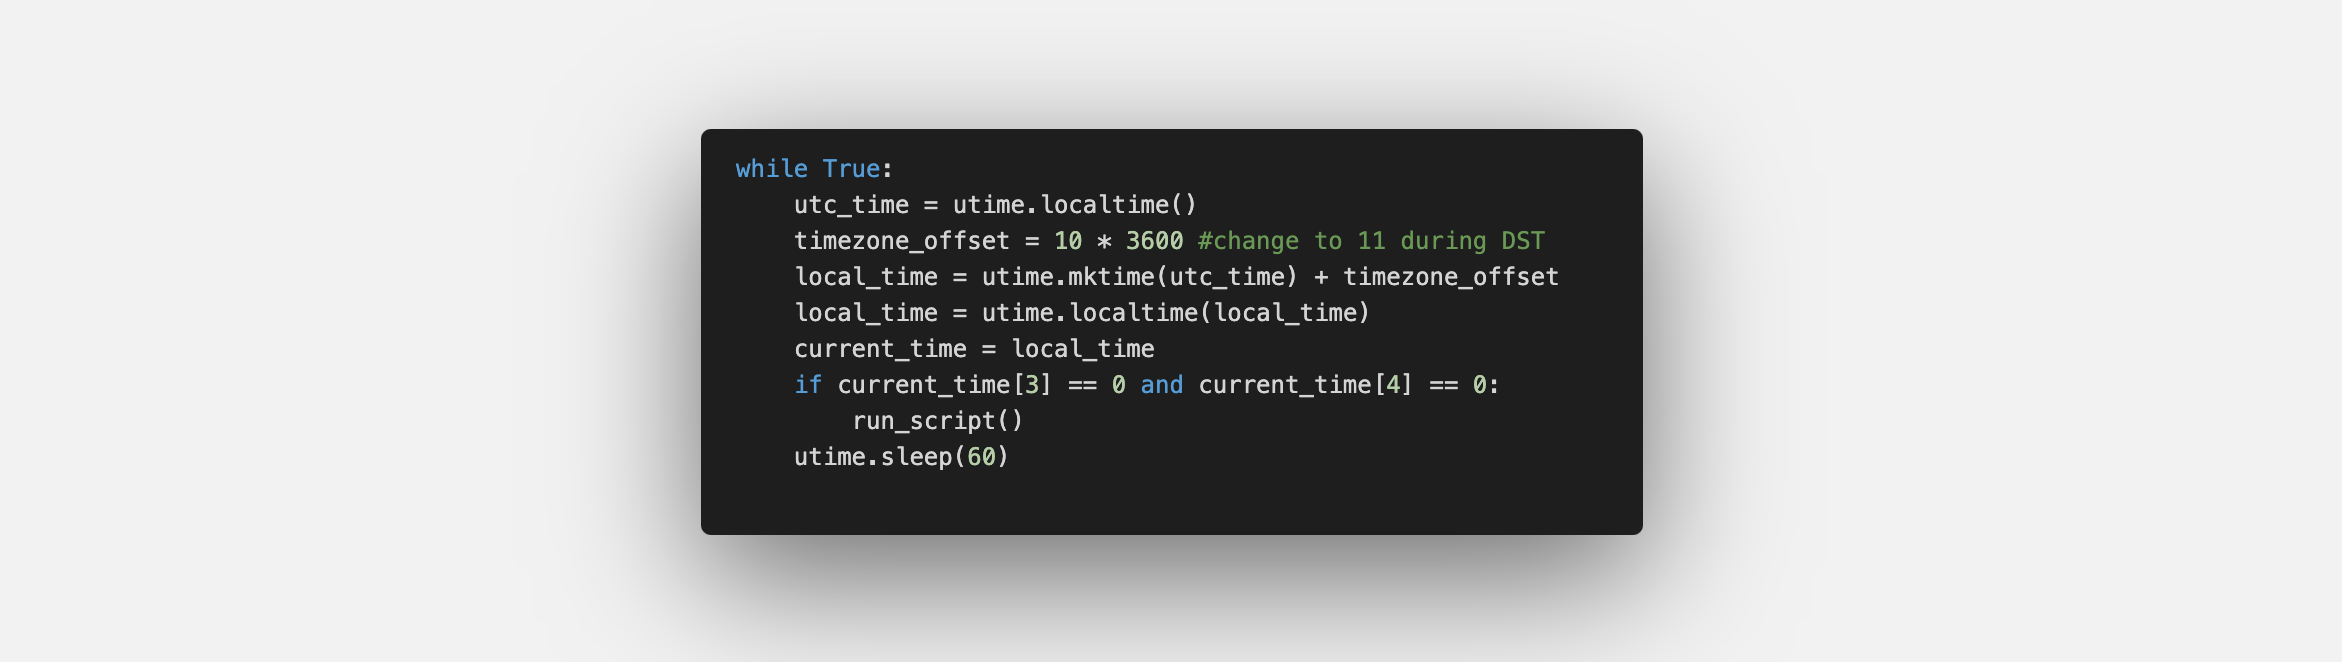 while True:
    utc_time = utime.localtime()
    timezone_offset = 10 * 3600 #change to 11 during DST
    local_time = utime.mktime(utc_time) + timezone_offset
    local_time = utime.localtime(local_time)
    current_time = local_time
    if current_time[3] == 0 and current_time[4] == 0:
        run_script()
    utime.sleep(60)